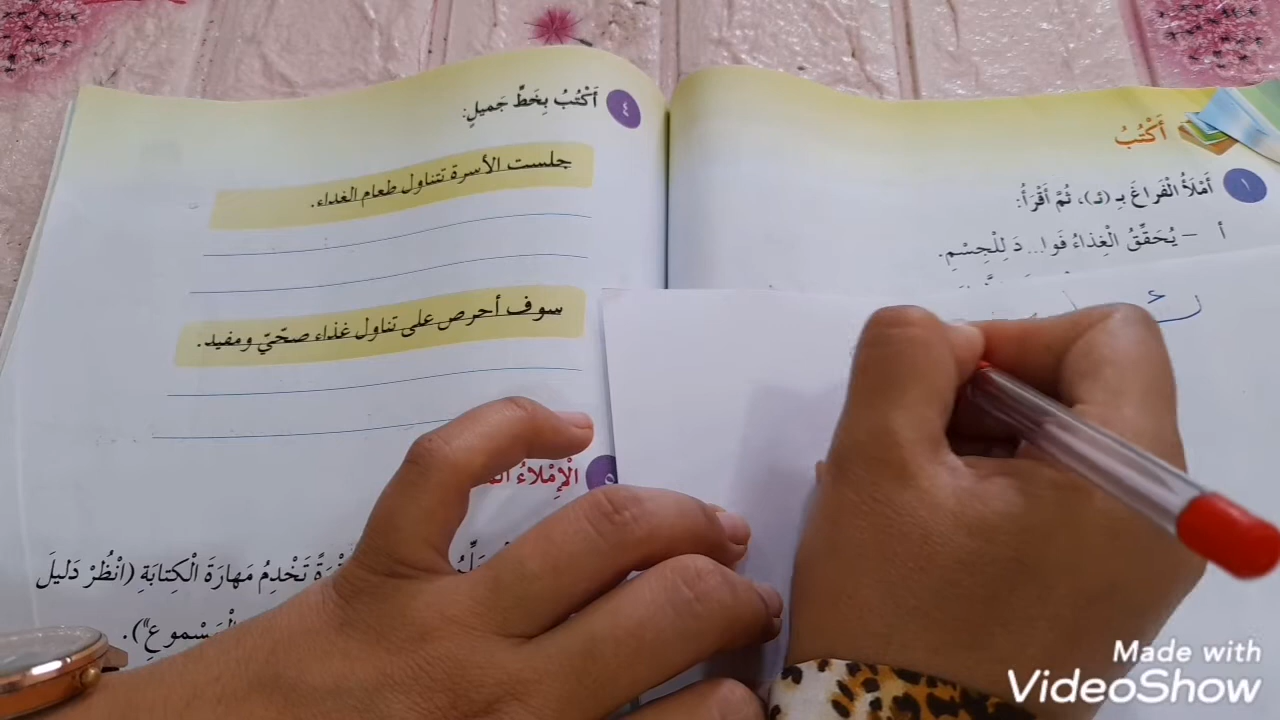 أَكْتُبُ
١ أَمْلَأُ الْفَراغَ بِـ (ئـ)، ثُمَّ أَقْرَأُ:
أ – يُحَقِّقُ الْغِذاءُ فَوا... دَ لِلْجِسْمِ.
٤ أَكْتُبُ بِخَطٍّ جَميلٍ:
جلست الأسرة تتناول طعام الغداء.
سوف أحرص على تناول غذاء صحّيّ ومفيد.
٥ الْإِمْلاءُ
تَخْدِمُ مَهارَةَ الْكِتابَةِ (انْظُرْ دَليلَ
الْمَسْموعِ").
Made with
VideoShow